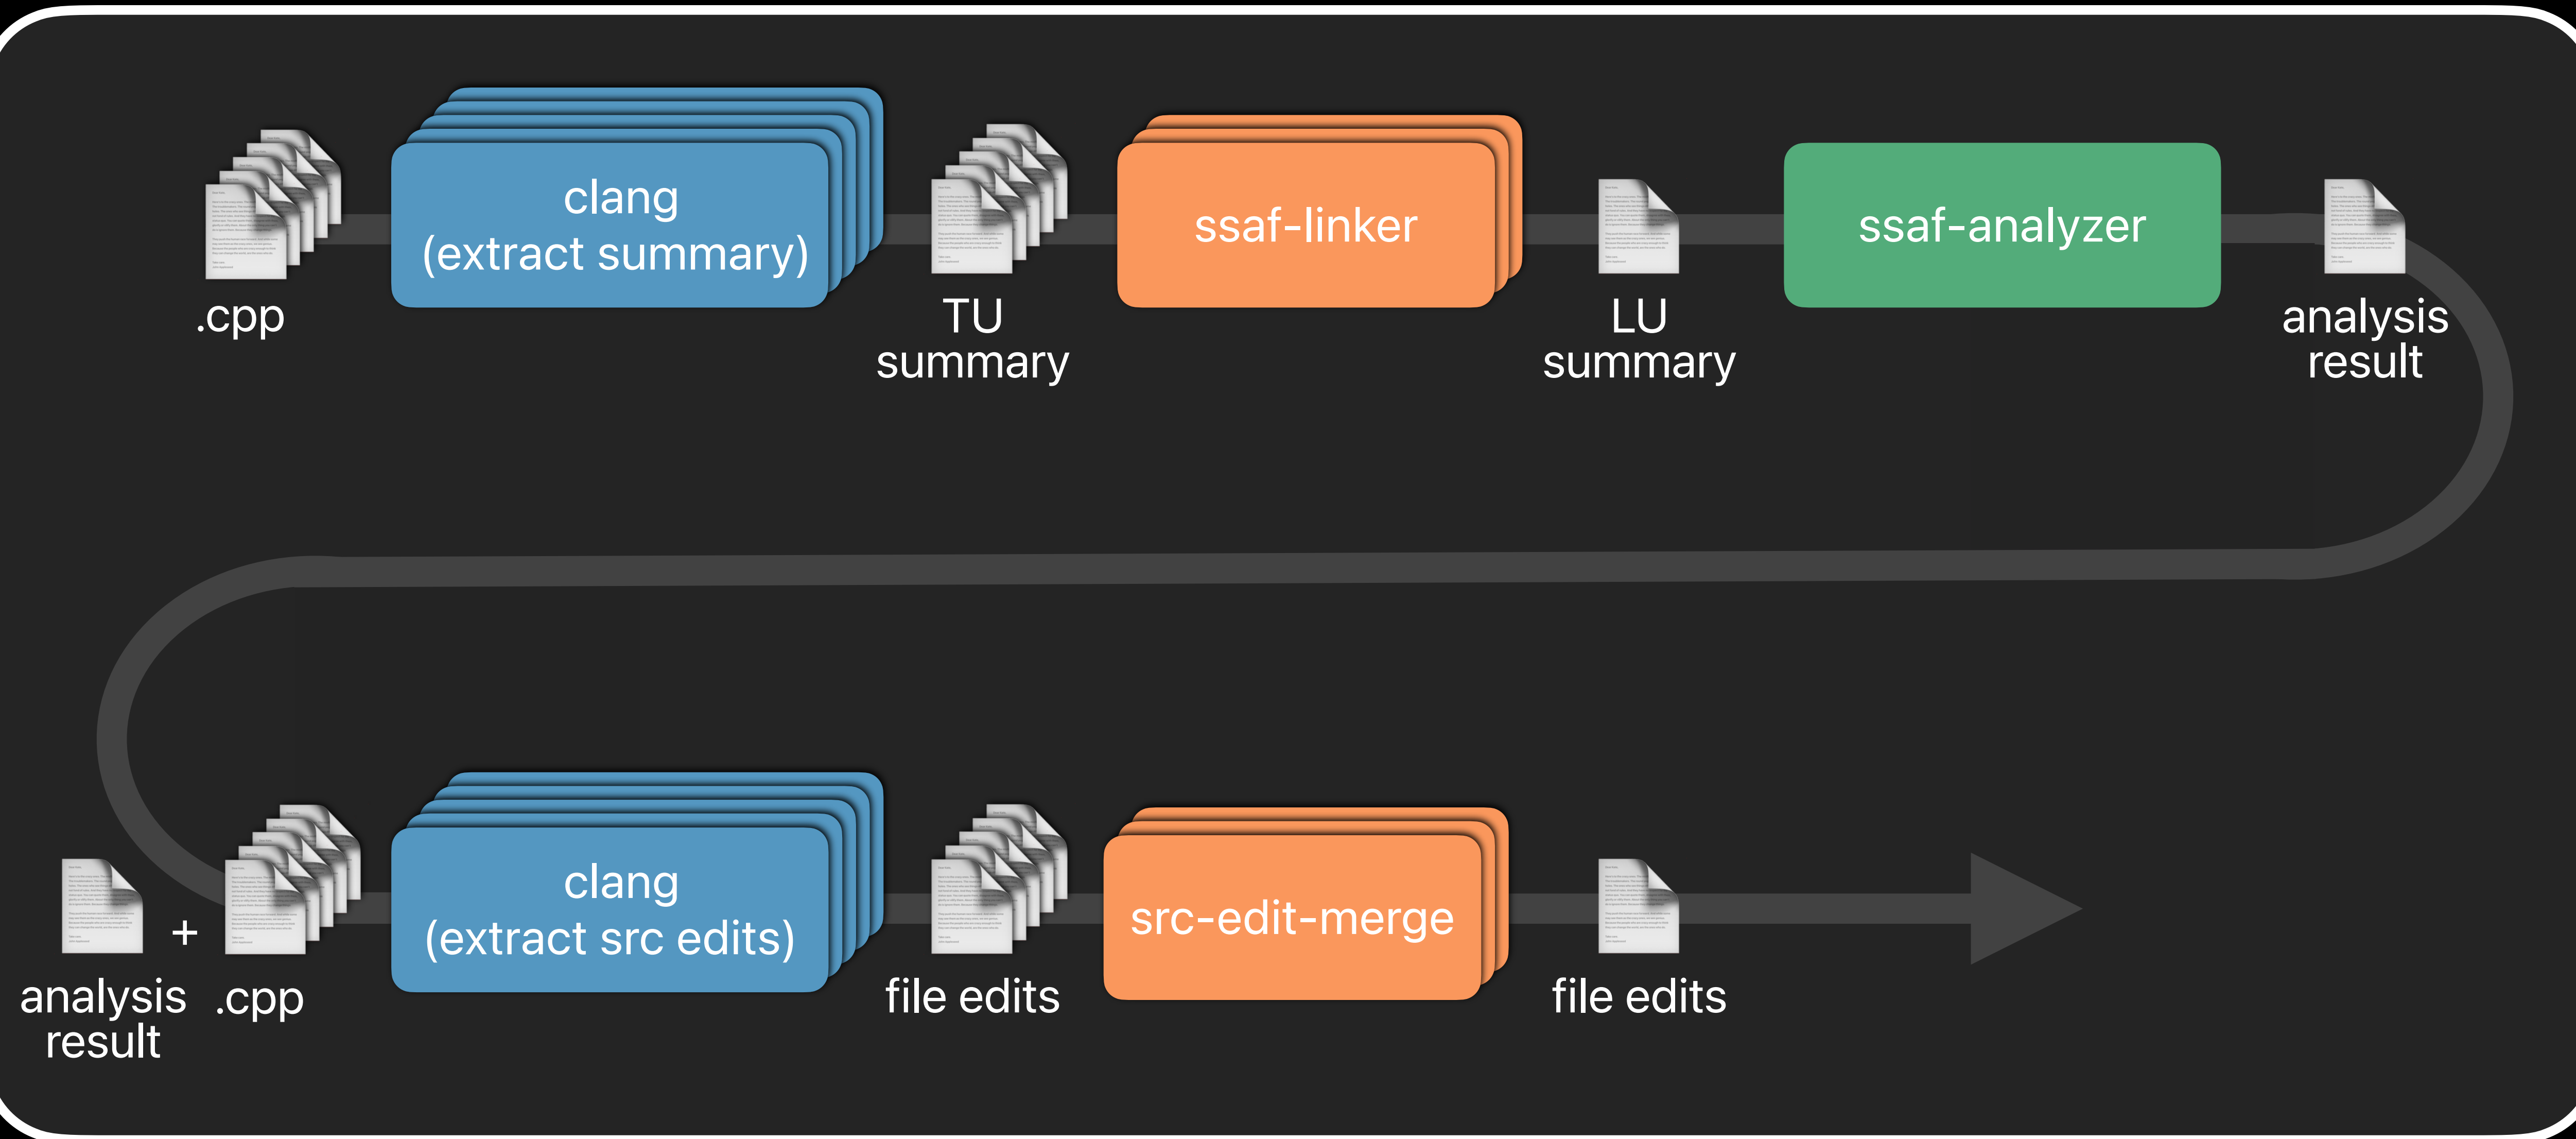 clang
(extract summary)
ssaf-linker
ssaf-analyzer
.cpp
TU
summary
LU
summary
analysis
result
clang
(extract src edits)
src-edit-merge
+
analysis
result
.cpp
file edits
file edits